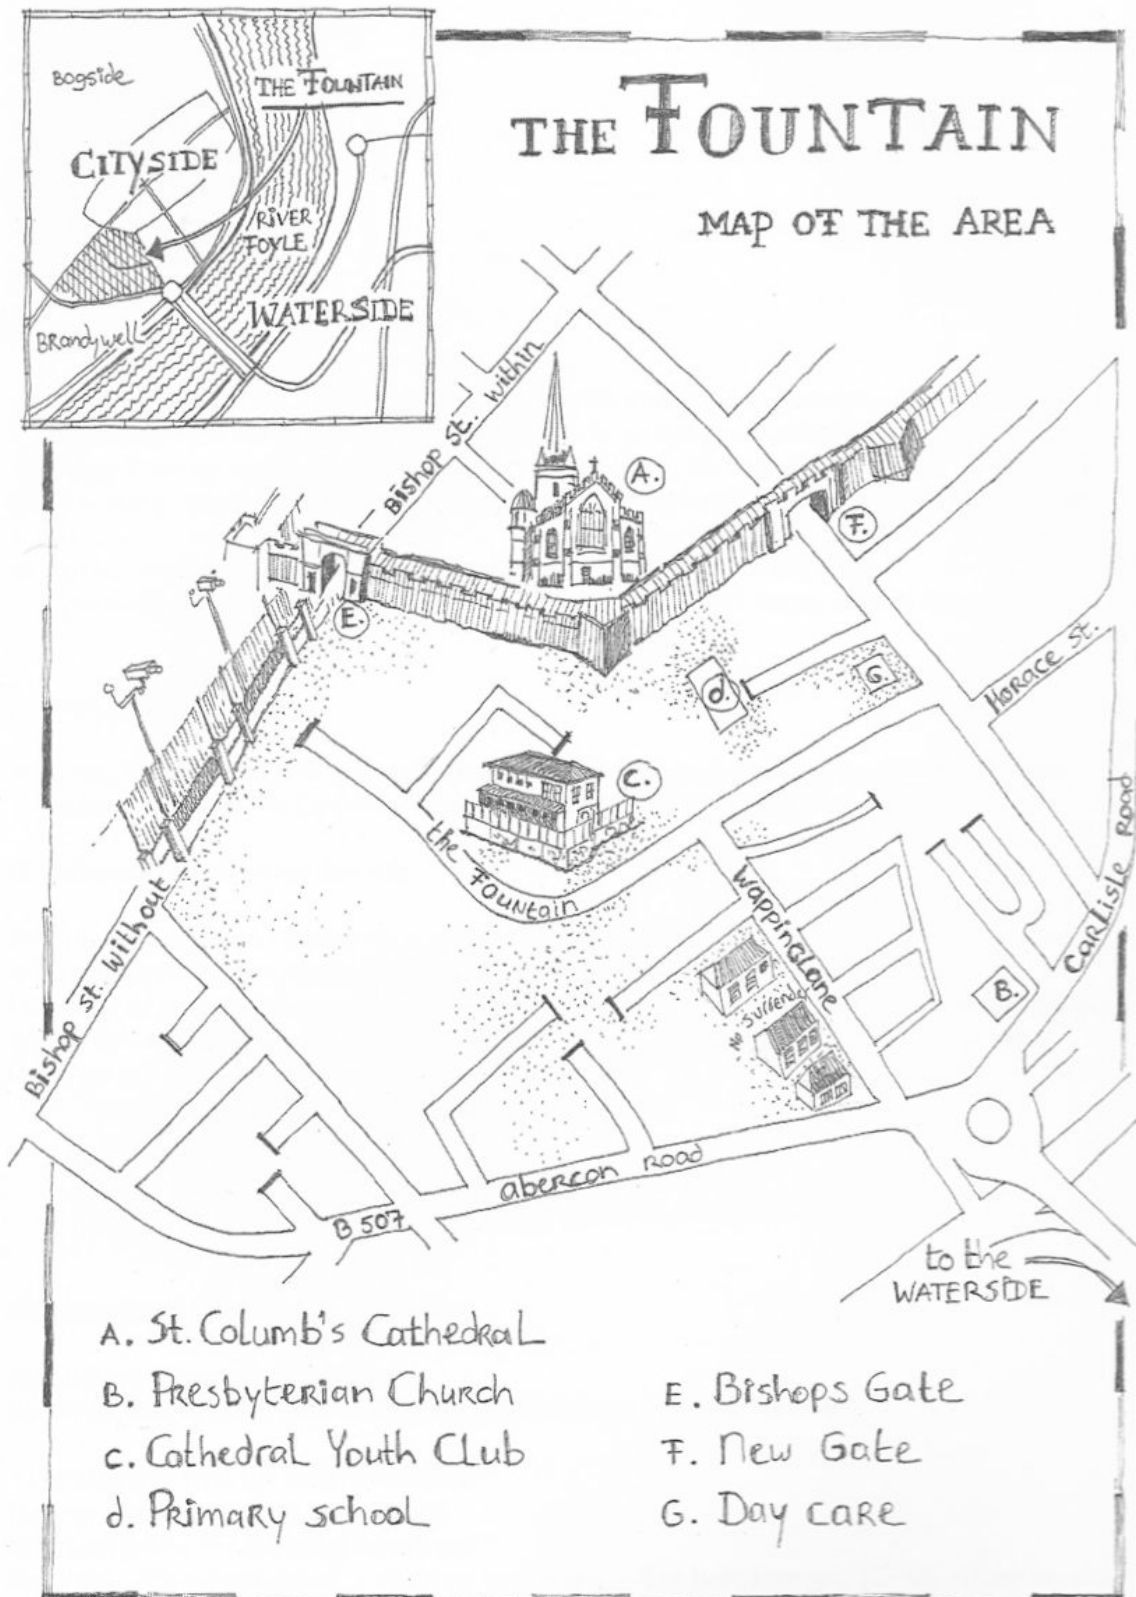 Bogside
THE FOUNTAIN
CITYSIDE
RIVER
FOYLE
WATERSIDE
BRandywell
THE FOUNTAIN
MAP OF THE AREA
Bishop St. within
A.
F.
E.
Horace St.
G.
d.
C.
the Fountain
Wapping Lane
Carlisle Road
B.
No Surrender
Bishop St. Without
abercon Road
B 507
to the
WATERSIDE
A. St. Columb's Cathedral
B. Presbyterian Church
C. Cathedral Youth Club
d. Primary school
E. Bishops Gate
F. New Gate
G. Day care